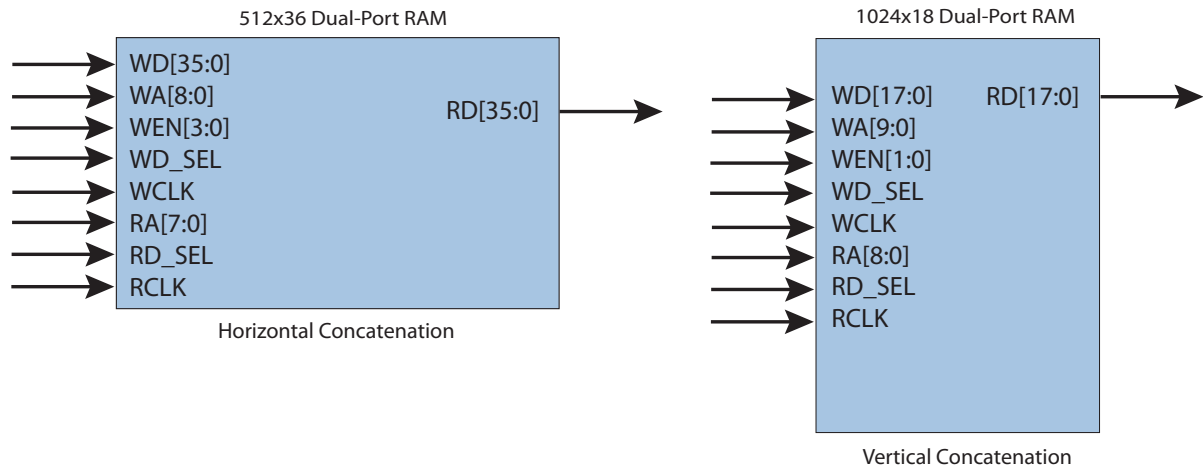 512x36 Dual-Port RAM
WD[35:0]
WA[8:0]
WEN[3:0]
WD_SEL
WCLK
RA[7:0]
RD_SEL
RCLK
RD[35:0]
Horizontal Concatenation
1024x18 Dual-Port RAM
WD[17:0]
WA[9:0]
WEN[1:0]
WD_SEL
WCLK
RA[8:0]
RD_SEL
RCLK
RD[17:0]
Vertical Concatenation